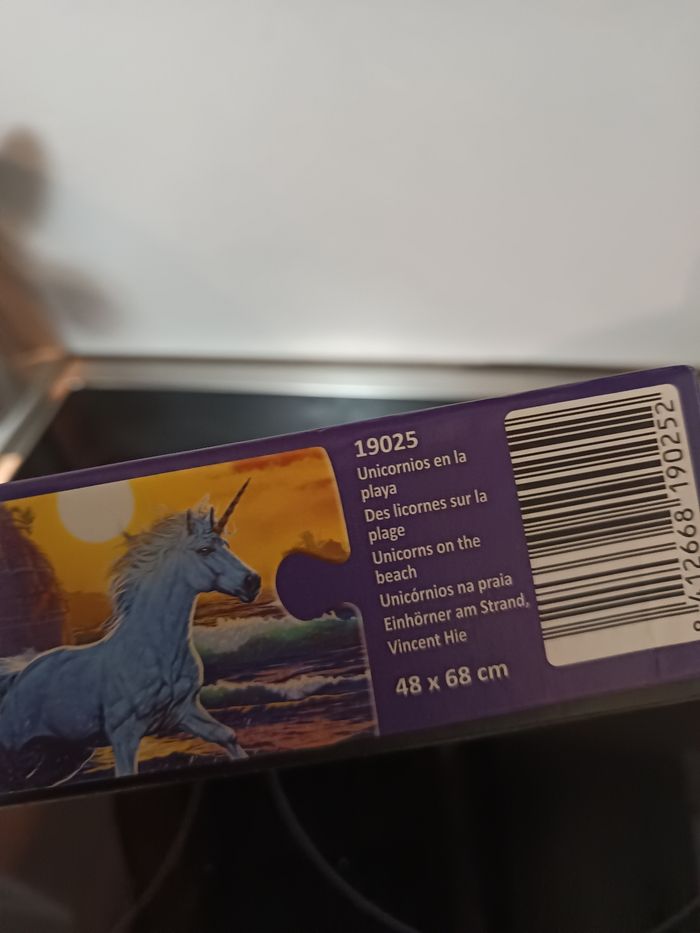 19025
Unicornios en la
playa
Des licornes sur la
plage
Unicorns on the
beach
Unicórnios na praia
Einhörner am Strand,
Vincent Hie
48 x 68 cm
412668 190252